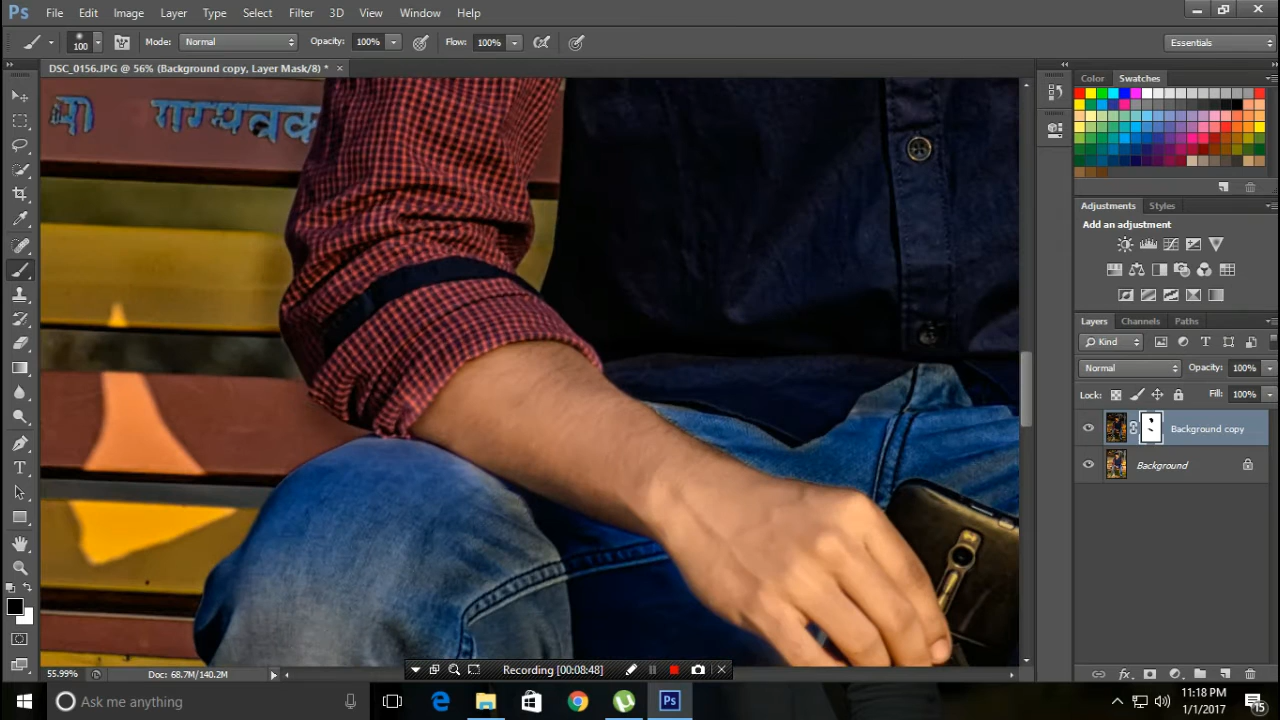 Ps File Edit Image Layer Type Select Filter 3D View Window Help
100 Mode: Normal Opacity: 100% Flow: 100% Essentials
DSC_0156.JPG @ 56% (Background copy, Layer Mask/8) * ×
Color Swatches
Adjustments Styles
Add an adjustment
Layers Channels Paths
Kind
Normal Opacity: 100%
Lock: Fill: 100%
Background copy
Background
55.99% Doc: 68.7M/140.2M
Recording [00:08:48]
Ask me anything
Ps
11:18 PM
1/1/2017
15